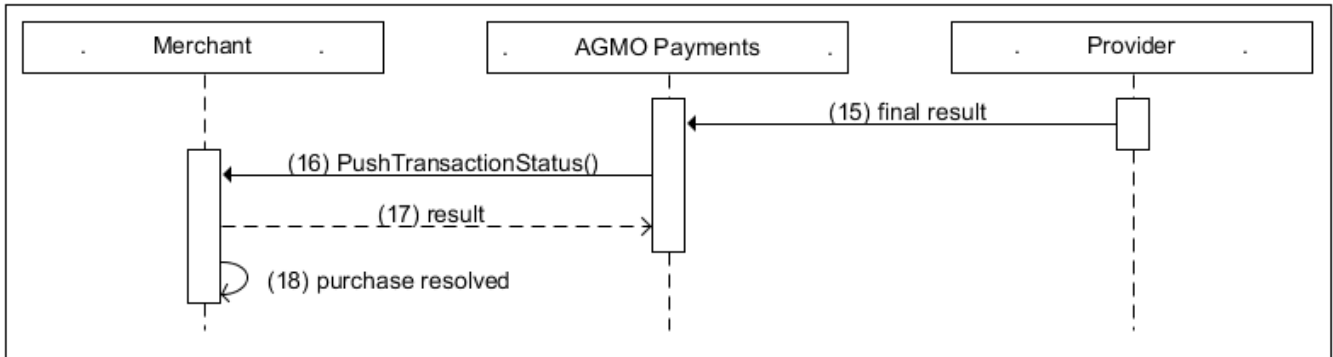 . Merchant .
. AGMO Payments .
. Provider .
(15) final result
(16) PushTransactionStatus()
(17) result
(18) purchase resolved